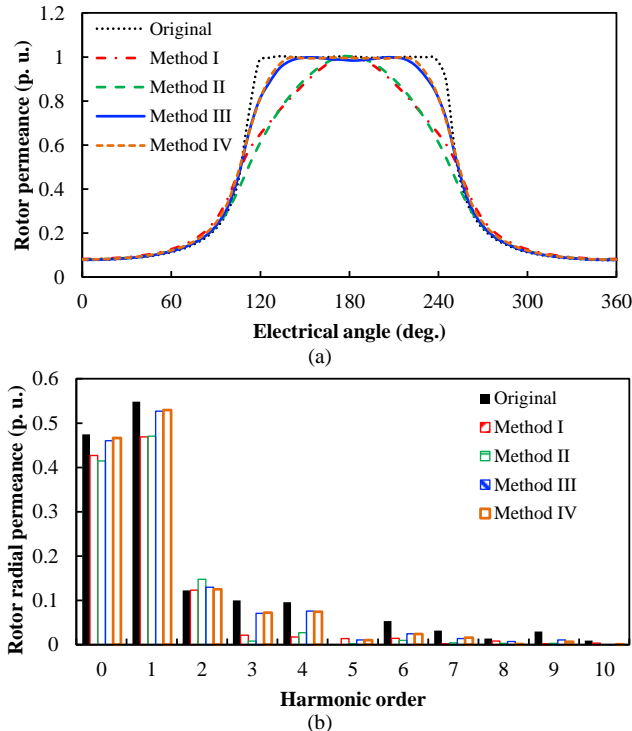 Rotor permeance (p. u.)
1.2
1
0.8
0.6
0.4
0.2
0
Original
Method I
Method II
Method III
Method IV
0 60 120 180 240 300 360
Electrical angle (deg.)
(a)
Rotor radial permeance (p. u.)
0.6
0.5
0.4
0.3
0.2
0.1
0
Original
Method I
Method II
Method III
Method IV
0 1 2 3 4 5 6 7 8 9 10
Harmonic order
(b)